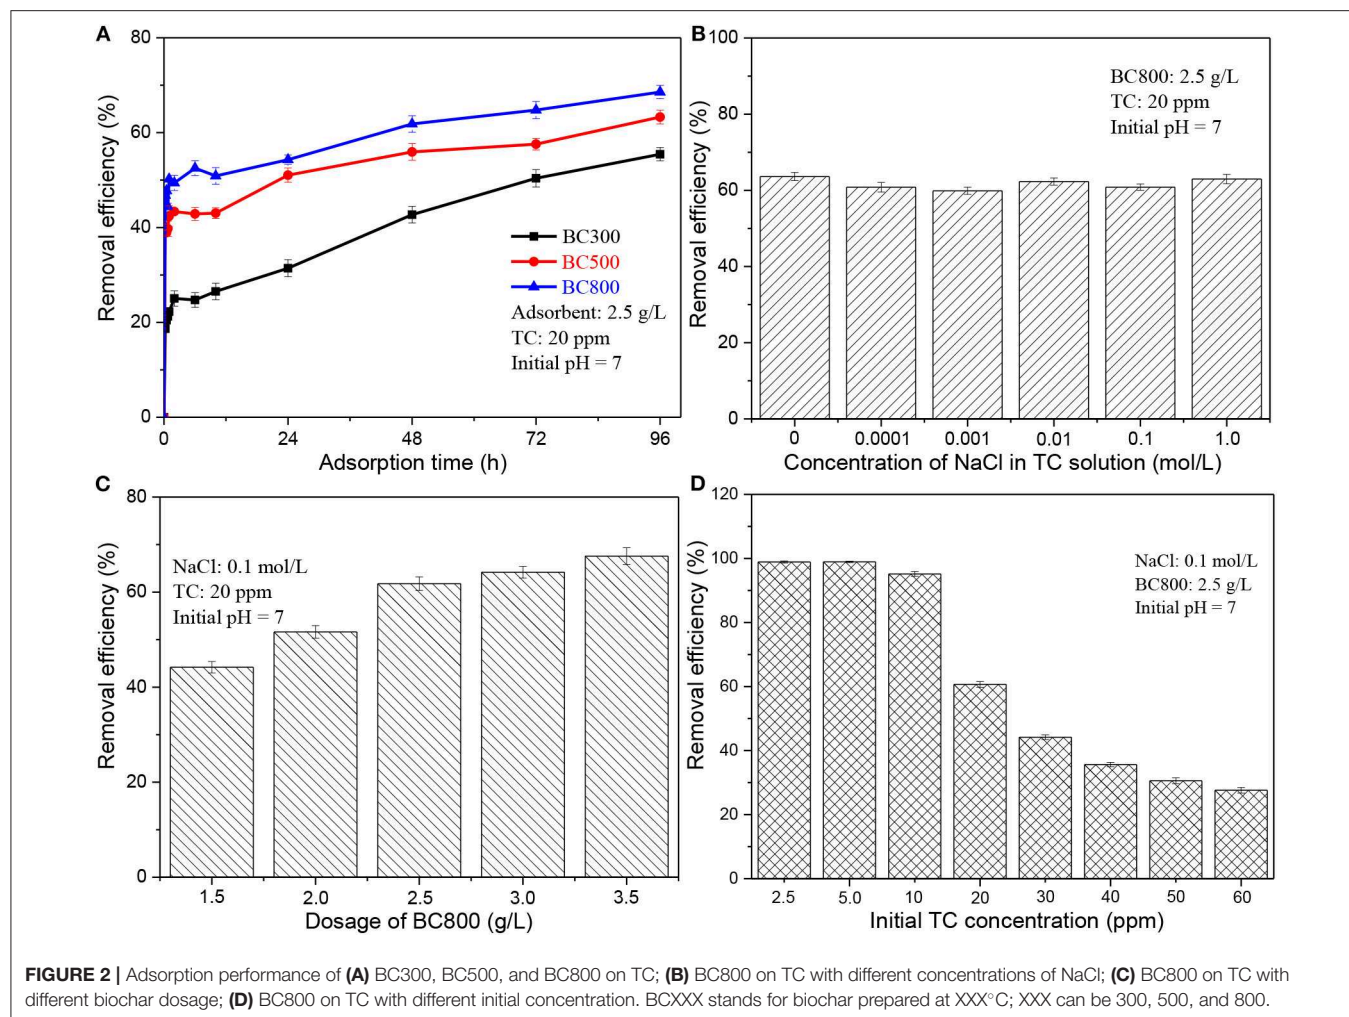 A
Removal efficiency (%)
80
60
40
20
0
BC300
BC500
BC800
Adsorbent: 2.5 g/L
TC: 20 ppm
Initial pH = 7
0 24 48 72 96
Adsorption time (h)
B
Removal efficiency (%)
100
80
60
40
20
0
BC800: 2.5 g/L
TC: 20 ppm
Initial pH = 7
0 0.0001 0.001 0.01 0.1 1.0
Concentration of NaCl in TC solution (mol/L)
C
Removal efficiency (%)
80
60
40
20
0
NaCl: 0.1 mol/L
TC: 20 ppm
Initial pH = 7
1.5 2.0 2.5 3.0 3.5
Dosage of BC800 (g/L)
D
Removal efficiency (%)
120
100
80
60
40
20
0
NaCl: 0.1 mol/L
BC800: 2.5 g/L
Initial pH = 7
2.5 5.0 10 20 30 40 50 60
Initial TC concentration (ppm)
FIGURE 2 | Adsorption performance of (A) BC300, BC500, and BC800 on TC; (B) BC800 on TC with different concentrations of NaCl; (C) BC800 on TC with
different biochar dosage; (D) BC800 on TC with different initial concentration. BCXXX stands for biochar prepared at XXX°C; XXX can be 300, 500, and 800.